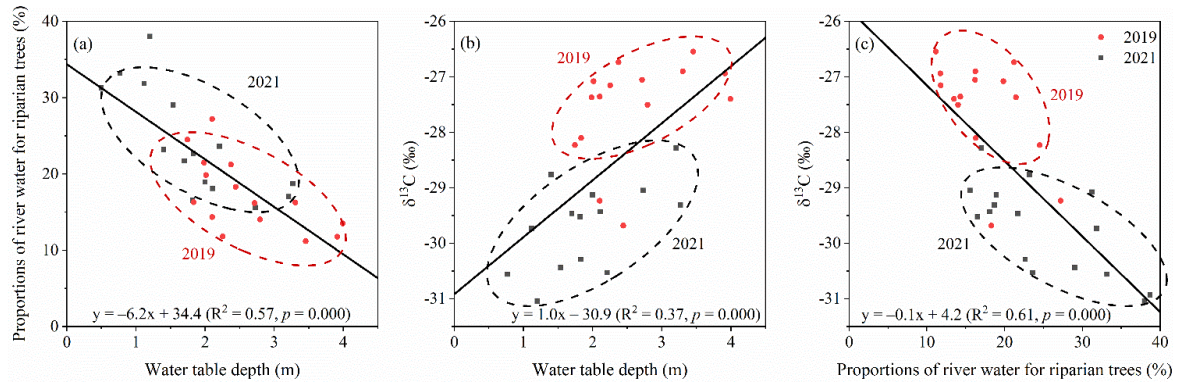 Proportions of river water for riparian trees (%)
40
30
20
10
0
(a)
2021
2019
y = –6.2x + 34.4 (R² = 0.57, p = 0.000)
0 1 2 3 4
Water table depth (m)
δ¹³C (‰)
-26
-27
-28
-29
-30
-31
(b)
2019
2021
y = 1.0x – 30.9 (R² = 0.37, p = 0.000)
0 1 2 3 4
Water table depth (m)
δ¹³C (‰)
-26
-27
-28
-29
-30
-31
(c)
2019
2021
2019
2021
y = –0.1x + 4.2 (R² = 0.61, p = 0.000)
0 10 20 30 40
Proportions of river water for riparian trees (%)